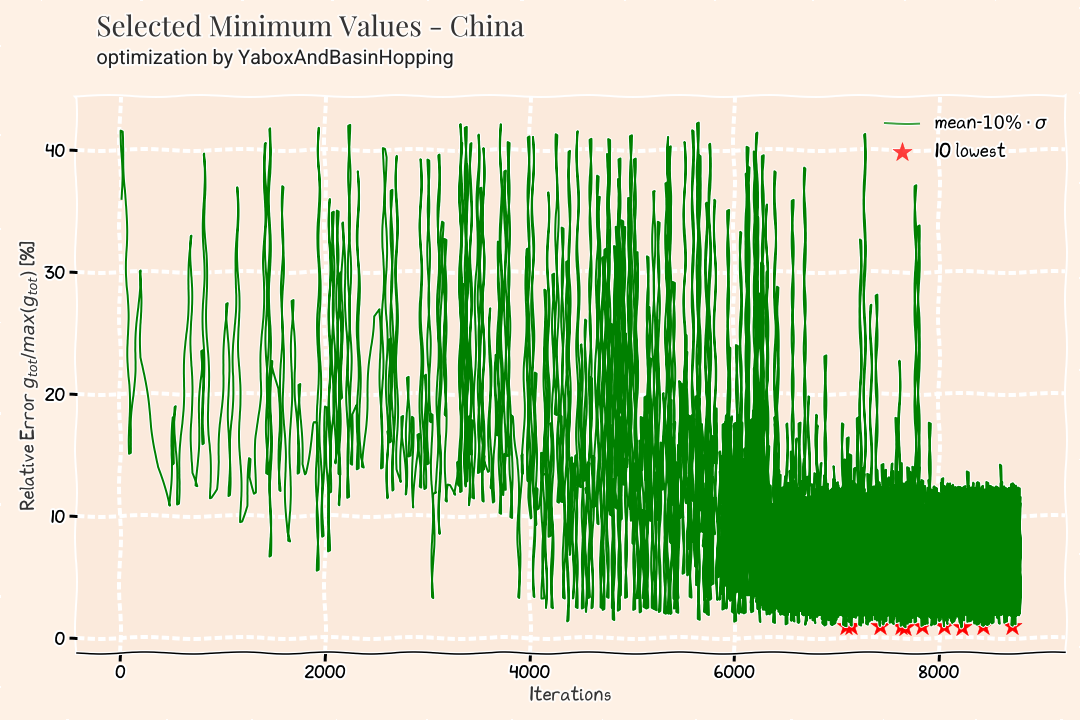 Selected Minimum Values - China
optimization by YaboxAndBasinHopping
mean-10% · σ
10 lowest
Relative Error g_tot/max(g_tot) [%]
40
30
20
10
0
0 2000 4000 6000 8000
Iterations